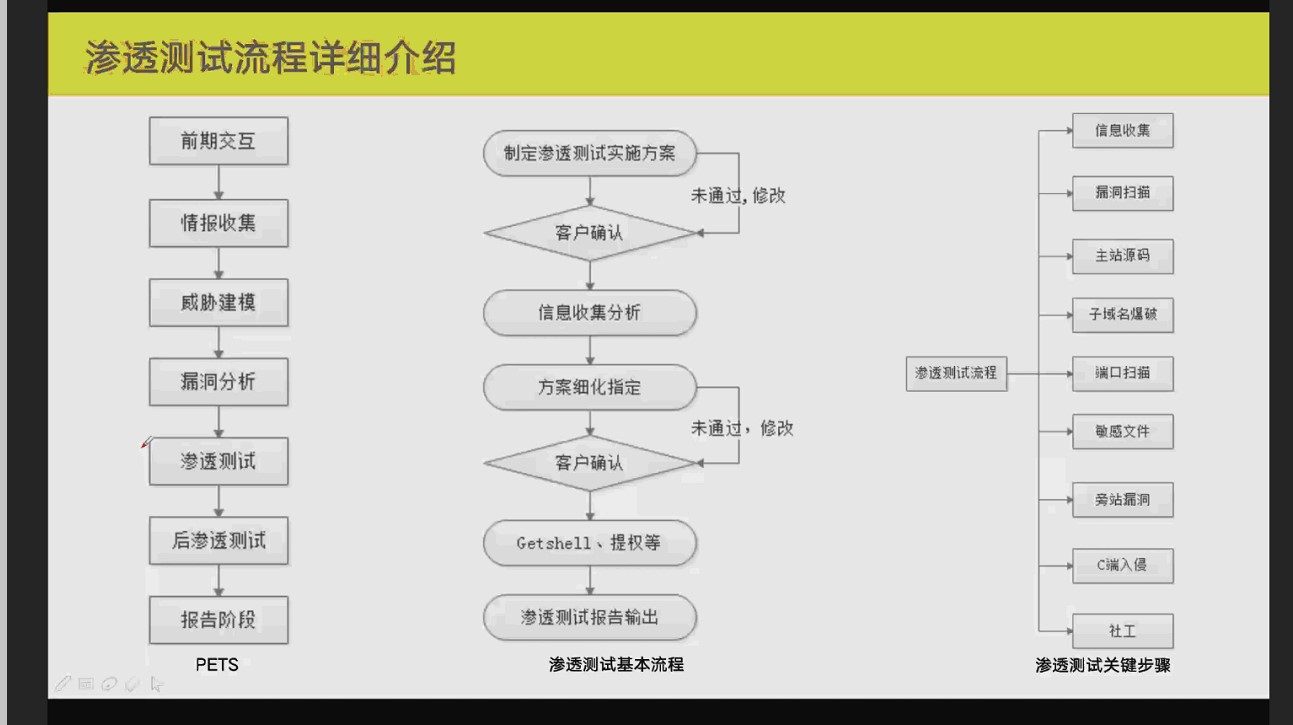 渗透测试流程详细介绍
前期交互
情报收集
威胁建模
漏洞分析
渗透测试
后渗透测试
报告阶段
PETS
制定渗透测试实施方案
未通过,修改
客户确认
信息收集分析
方案细化指定
未通过，修改
客户确认
Getshell、提权等
渗透测试报告输出
渗透测试基本流程
渗透测试流程
信息收集
漏洞扫描
主站源码
子域名爆破
端口扫描
敏感文件
旁站漏洞
C端入侵
社工
渗透测试关键步骤